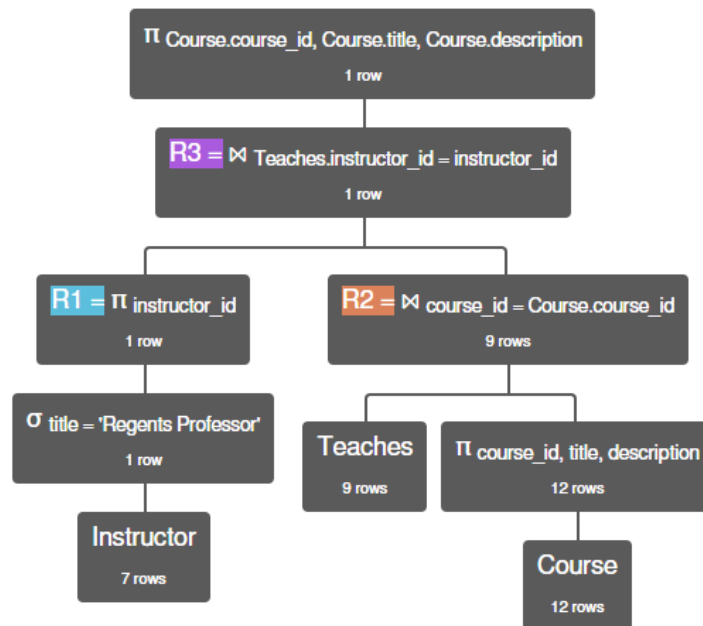 π Course.course_id, Course.title, Course.description
1 row
R3 = ⋈ Teaches.instructor_id = instructor_id
1 row
R1 = π instructor_id
1 row
R2 = ⋈ course_id = Course.course_id
9 rows
σ title = 'Regents Professor'
1 row
Teaches
9 rows
π course_id, title, description
12 rows
Instructor
7 rows
Course
12 rows